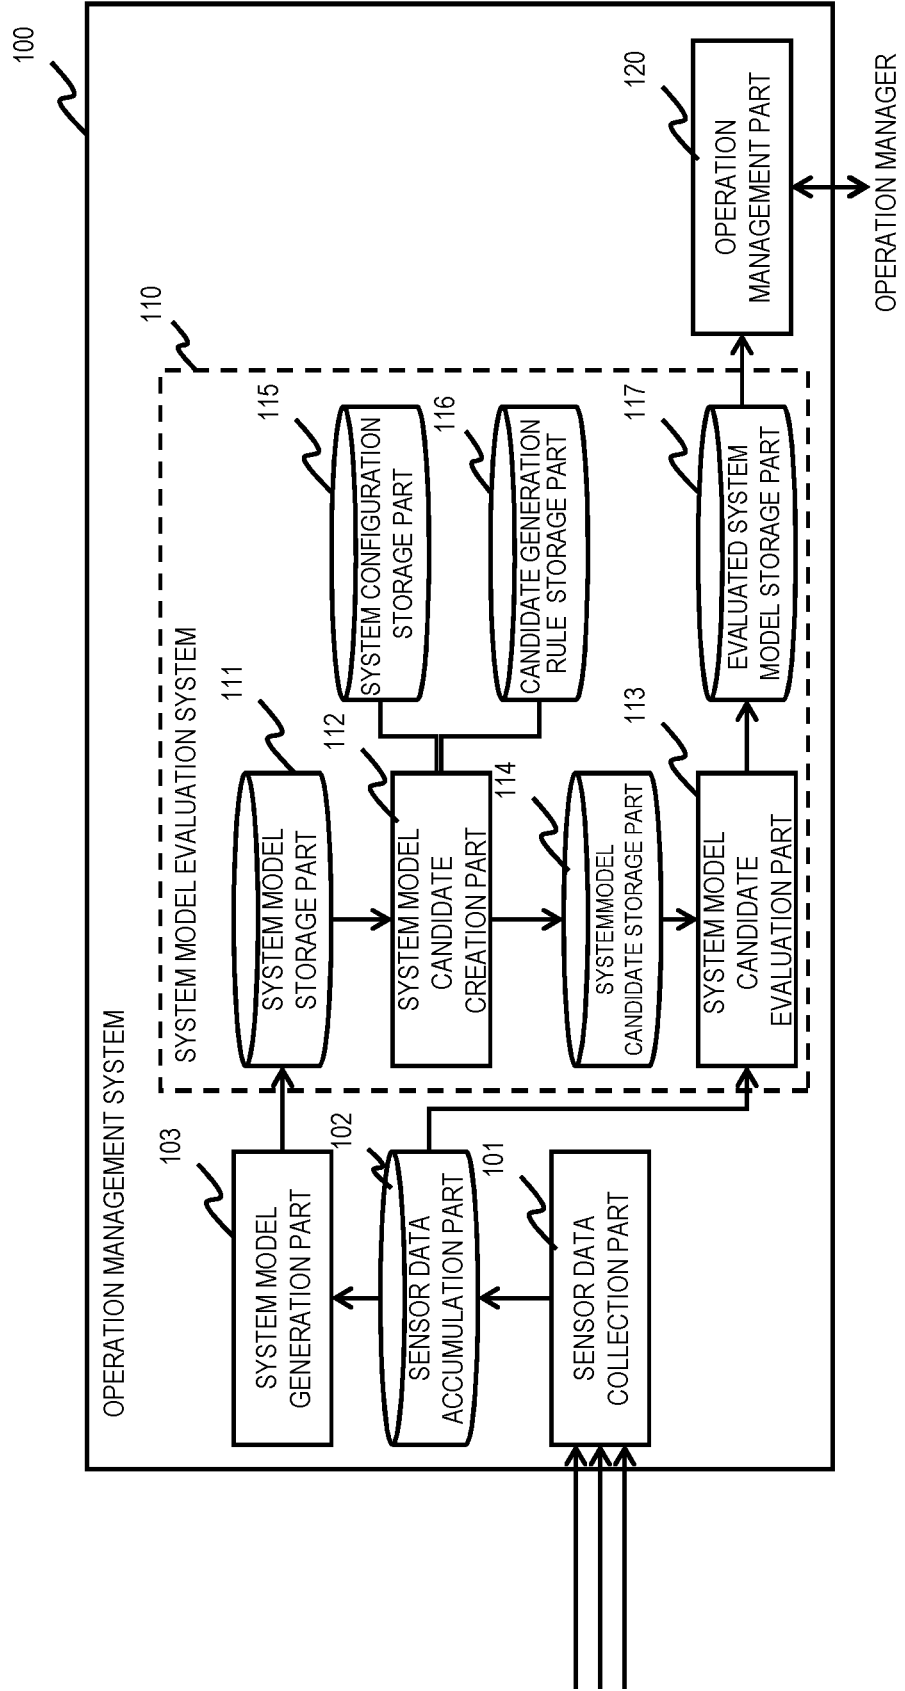 100
OPERATION MANAGEMENT SYSTEM
110
SYSTEM MODEL EVALUATION SYSTEM
103
SYSTEM MODEL
GENERATION PART
111
SYSTEM MODEL
STORAGE PART
115
SYSTEM CONFIGURATION
STORAGE PART
102
SENSOR DATA
ACCUMULATION PART
112
SYSTEM MODEL
CANDIDATE
CREATION PART
116
CANDIDATE GENERATION
RULE STORAGE PART
101
SENSOR DATA
COLLECTION PART
114
SYSTEMMODEL
CANDIDATE STORAGE PART
113
SYSTEM MODEL
CANDIDATE
EVALUATION PART
117
EVALUATED SYSTEM
MODEL STORAGE PART
120
OPERATION
MANAGEMENT PART
OPERATION MANAGER